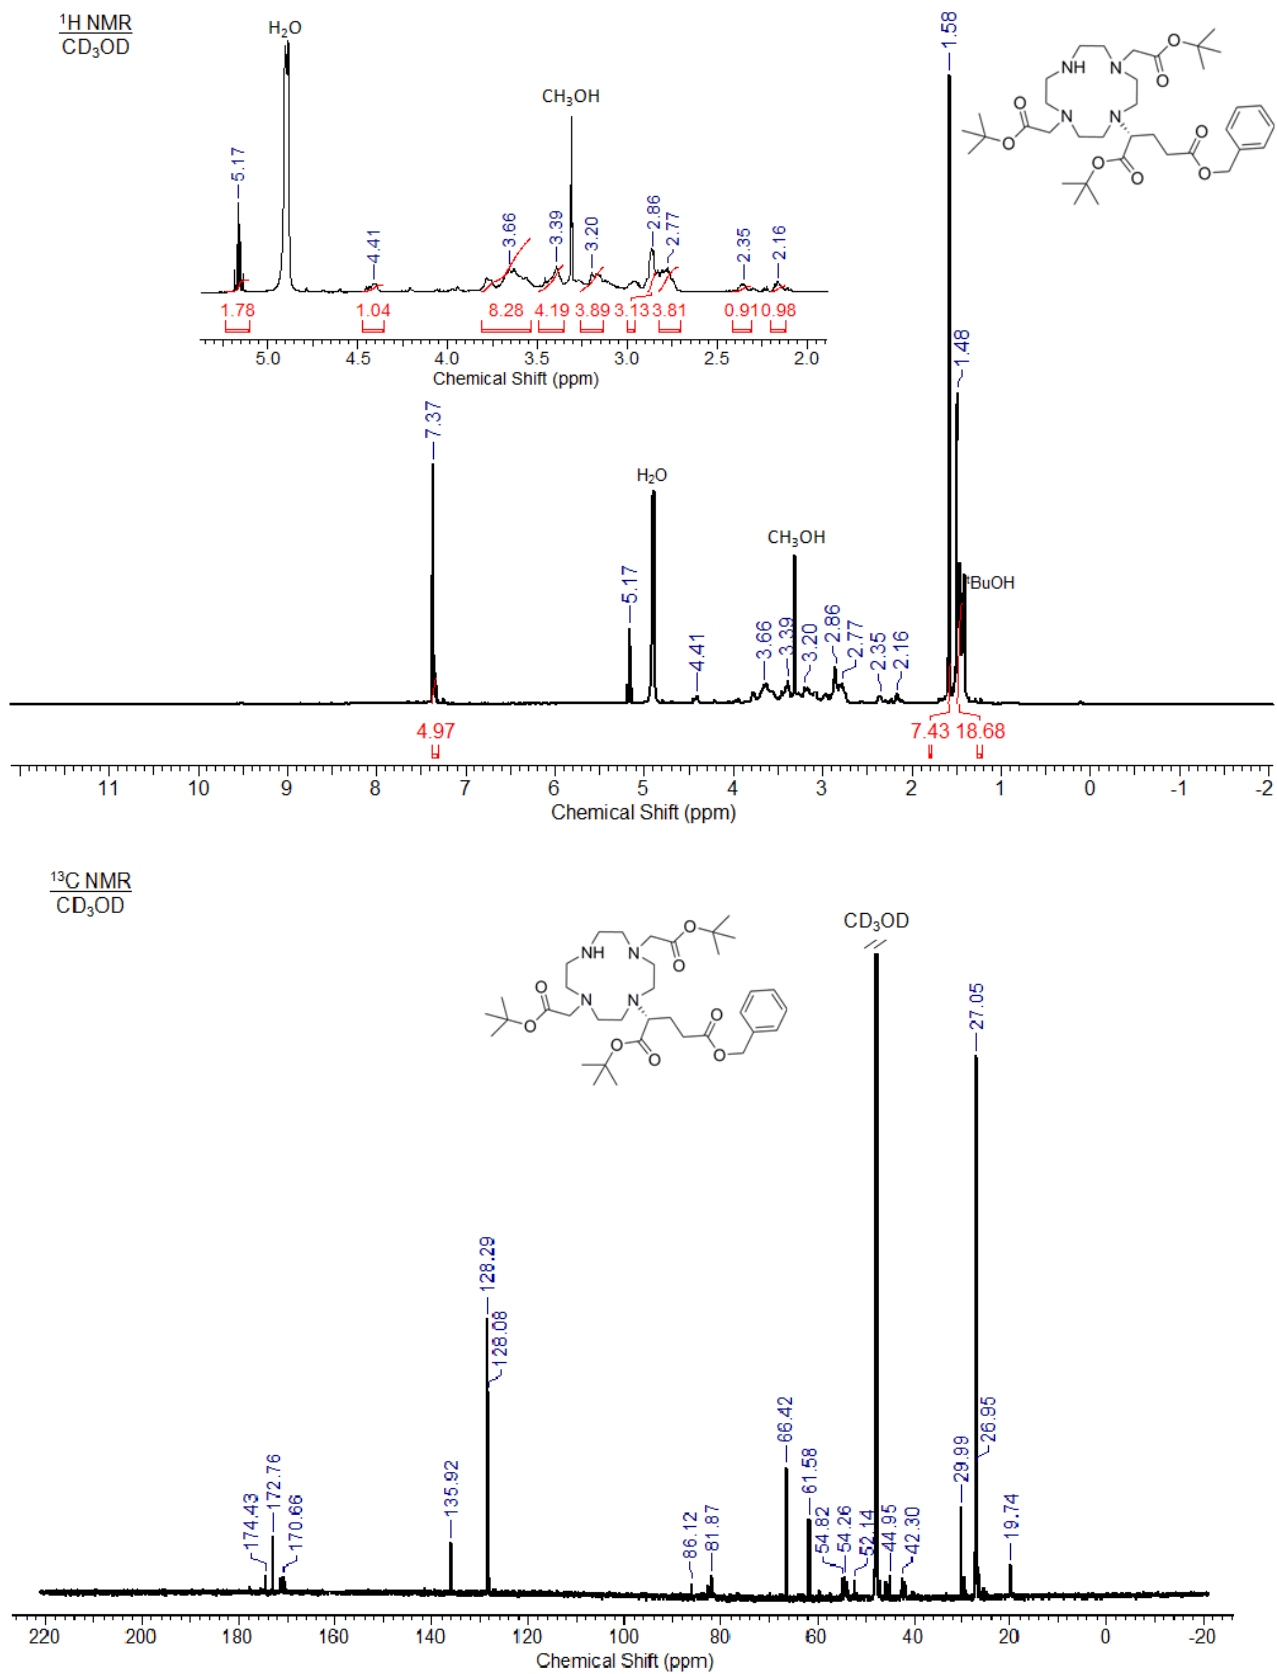 ¹H NMR
CD₃OD
H₂O
CH₃OH
5.17
4.41
3.66
3.39
3.20
2.86
2.77
2.35
2.16
1.78 1.04 8.28 4.19 3.89 3.13 3.81 0.91 0.98
5.0 4.5 4.0 3.5 3.0 2.5 2.0
Chemical Shift (ppm)
1.58
1.48
NH N O O
O O N N O O
O O
7.37
5.17
H₂O
4.41
3.66
3.39
CH₃OH
3.20
2.86
2.77
2.35
2.16
ᵗBuOH
4.97 7.43 18.68
11 10 9 8 7 6 5 4 3 2 1 0 -1 -2
Chemical Shift (ppm)
¹³C NMR
CD₃OD
CD₃OD
NH N O O
O O N N O O
O O
174.43
172.76
170.66
135.92
128.29
128.08
86.12
81.87
66.42
61.58
54.82
54.26
52.14
44.95
42.30
29.99
27.05
26.95
19.74
220 200 180 160 140 120 100 80 60 40 20 0 -20
Chemical Shift (ppm)